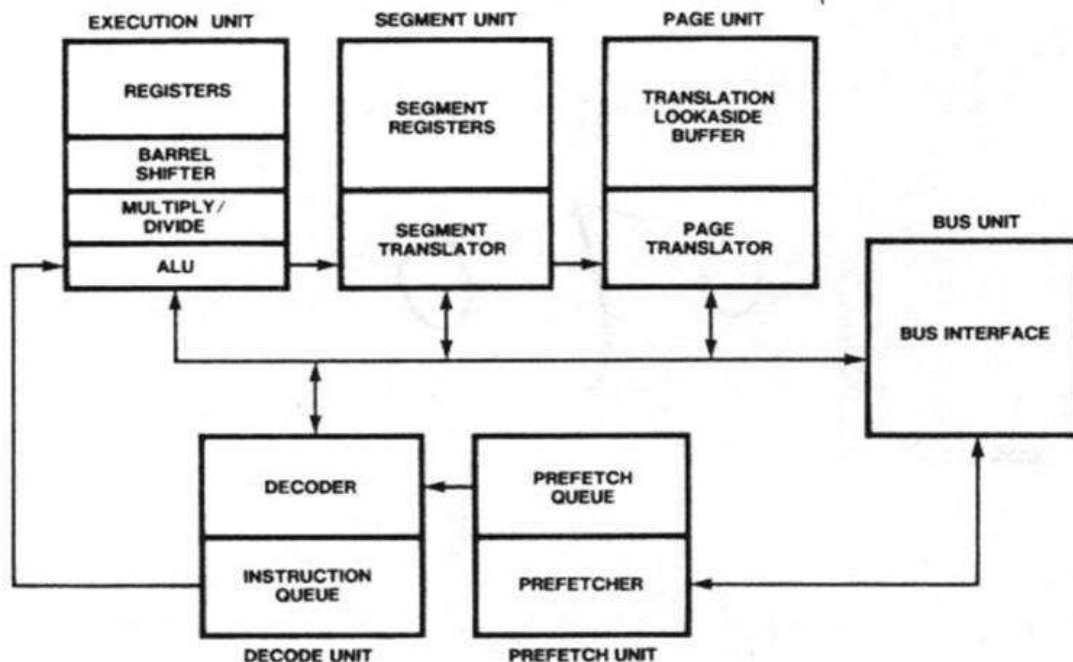 EXECUTION UNIT
SEGMENT UNIT
PAGE UNIT
REGISTERS
BARREL
SHIFTER
MULTIPLY/
DIVIDE
ALU
SEGMENT
REGISTERS
SEGMENT
TRANSLATOR
TRANSLATION
LOOKASIDE
BUFFER
PAGE
TRANSLATOR
BUS UNIT
BUS INTERFACE
DECODER
INSTRUCTION
QUEUE
DECODE UNIT
PREFETCH
QUEUE
PREFETCHER
PREFETCH UNIT